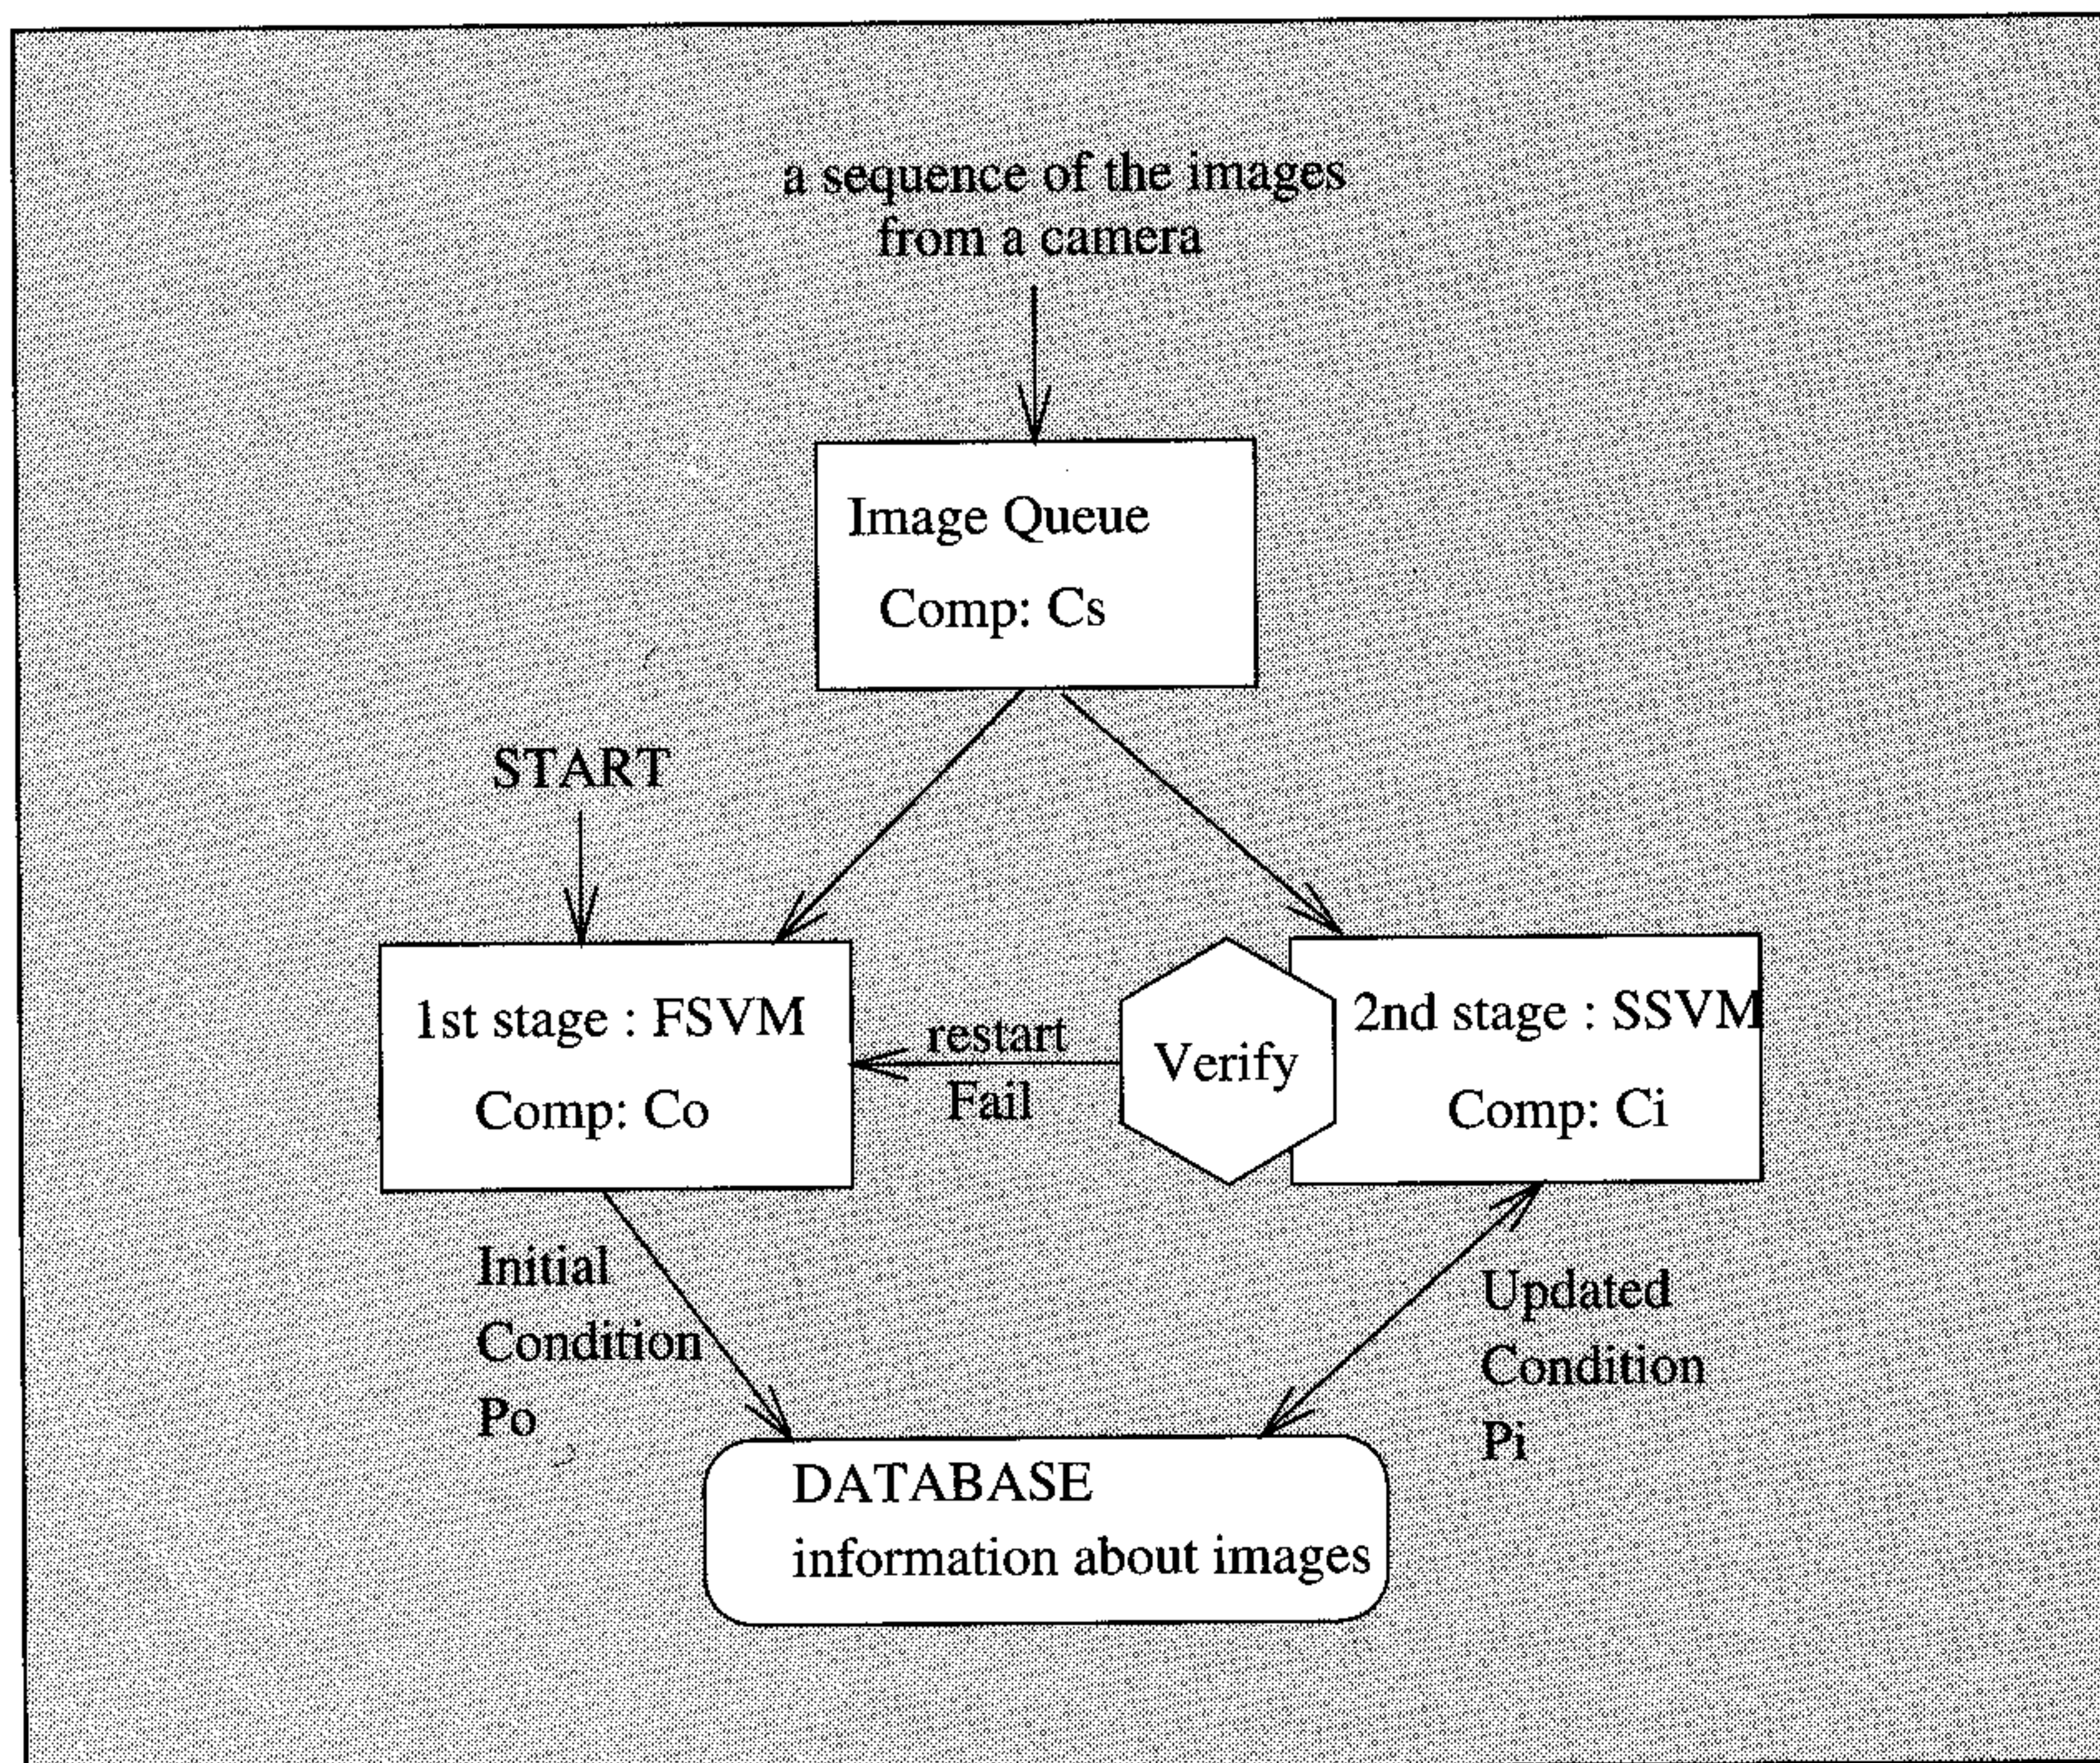 a sequence of the images
from a camera
Image Queue
Comp: Cs
START
1st stage : FSVM
Comp: Co
restart
Fail
Verify
2nd stage : SSVM
Comp: Ci
Initial
Condition
Po
Updated
Condition
Pi
DATABASE
information about images